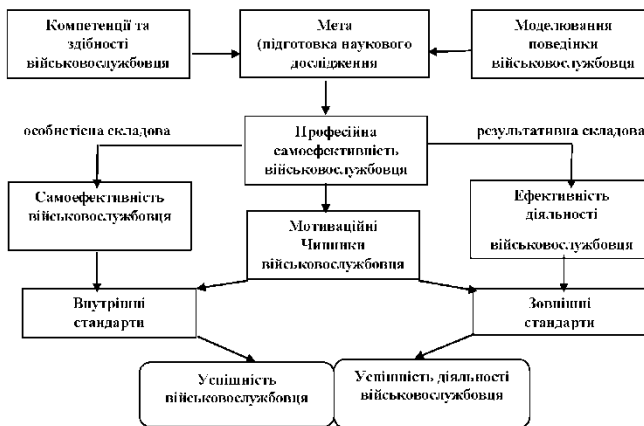 Компетенції та
здібності
військовослужбовця
Мета
(підготовка наукового
дослідження
Моделювання
поведінки
військовослужбовця
особистісна складова
Професійна
самоефективність
військовослужбовця
результативна складова
Самоефективність
військовослужбовця
Мотиваційні
Чинники
військовослужбовця
Ефективність
діяльності
військовослужбовця
Внутрішні
стандарти
Зовнішні
стандарти
Успішність
військовослужбовця
Успішність діяльності
військовослужбовця